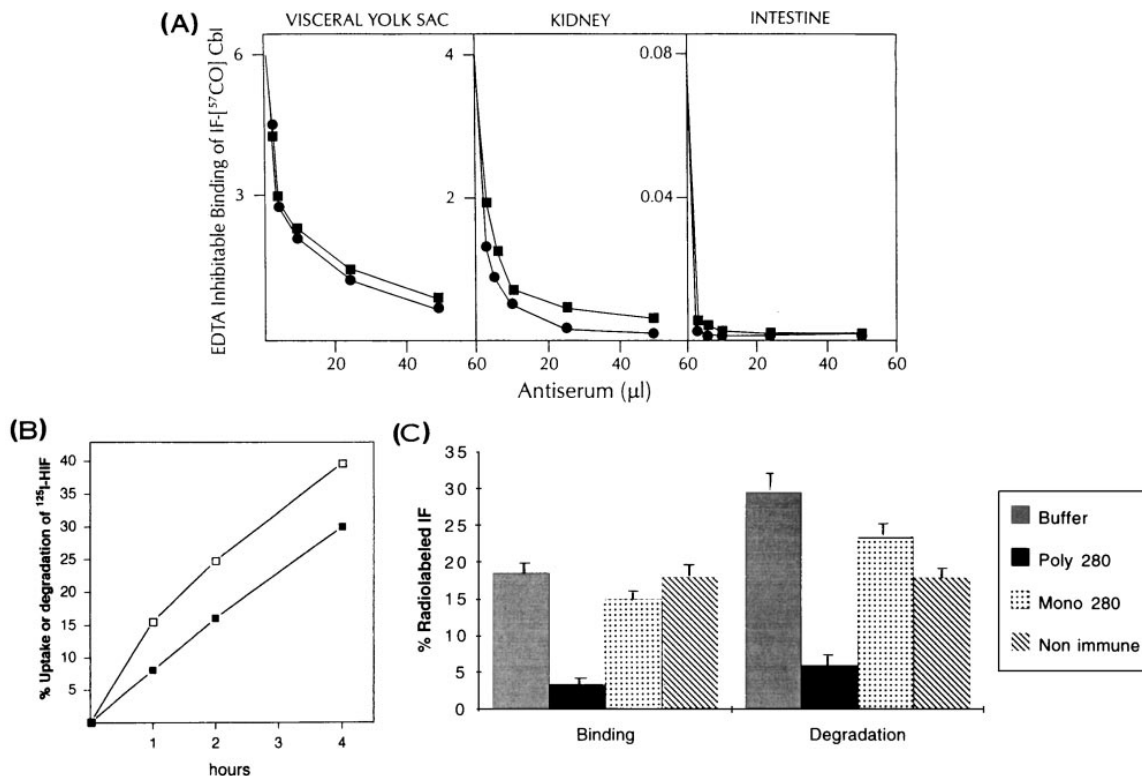 (A)
VISCERAL YOLK SAC KIDNEY INTESTINE
EDTA Inhibitable Binding of IF-[⁵⁷CO] Cbl
6 4 0.08
3 2 0.04
20 40 60 20 40 60 20 40 60
Antiserum (µl)
(B)
% Uptake or degradation of ¹²⁵I-HIF
40
35
30
25
20
15
10
5
1 2 3 4
hours
(C)
% Radiolabeled IF
35
30
25
20
15
10
5
0
Binding Degradation
Buffer
Poly 280
Mono 280
Non immune